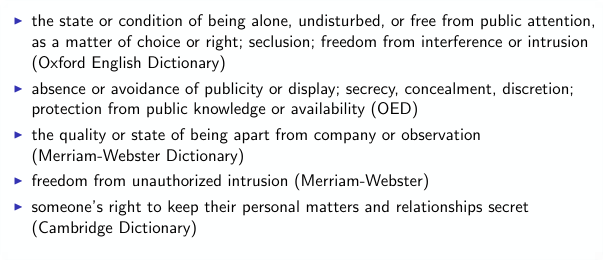 ▶ the state or condition of being alone, undisturbed, or free from public attention,
as a matter of choice or right; seclusion; freedom from interference or intrusion
(Oxford English Dictionary)
▶ absence or avoidance of publicity or display; secrecy, concealment, discretion;
protection from public knowledge or availability (OED)
▶ the quality or state of being apart from company or observation
(Merriam-Webster Dictionary)
▶ freedom from unauthorized intrusion (Merriam-Webster)
▶ someone's right to keep their personal matters and relationships secret
(Cambridge Dictionary)